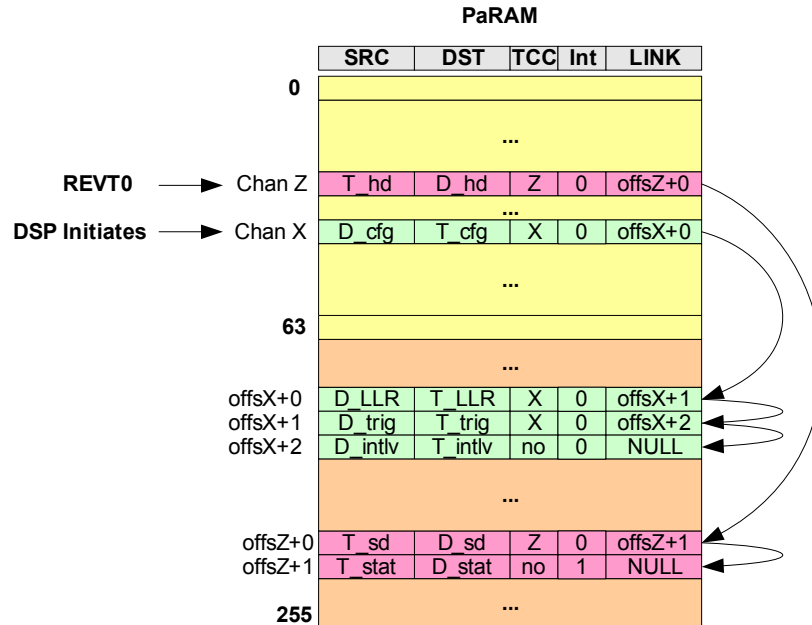 PaRAM
SRC DST TCC Int LINK
0
...
REVT0 Chan Z T_hd D_hd Z 0 offsZ+0
...
DSP Initiates Chan X D_cfg T_cfg X 0 offsX+0
...
63
...
offsX+0 D_LLR T_LLR X 0 offsX+1
offsX+1 D_trig T_trig X 0 offsX+2
offsX+2 D_intlv T_intlv no 0 NULL
...
offsZ+0 T_sd D_sd Z 0 offsZ+1
offsZ+1 T_stat D_stat no 1 NULL
...
255